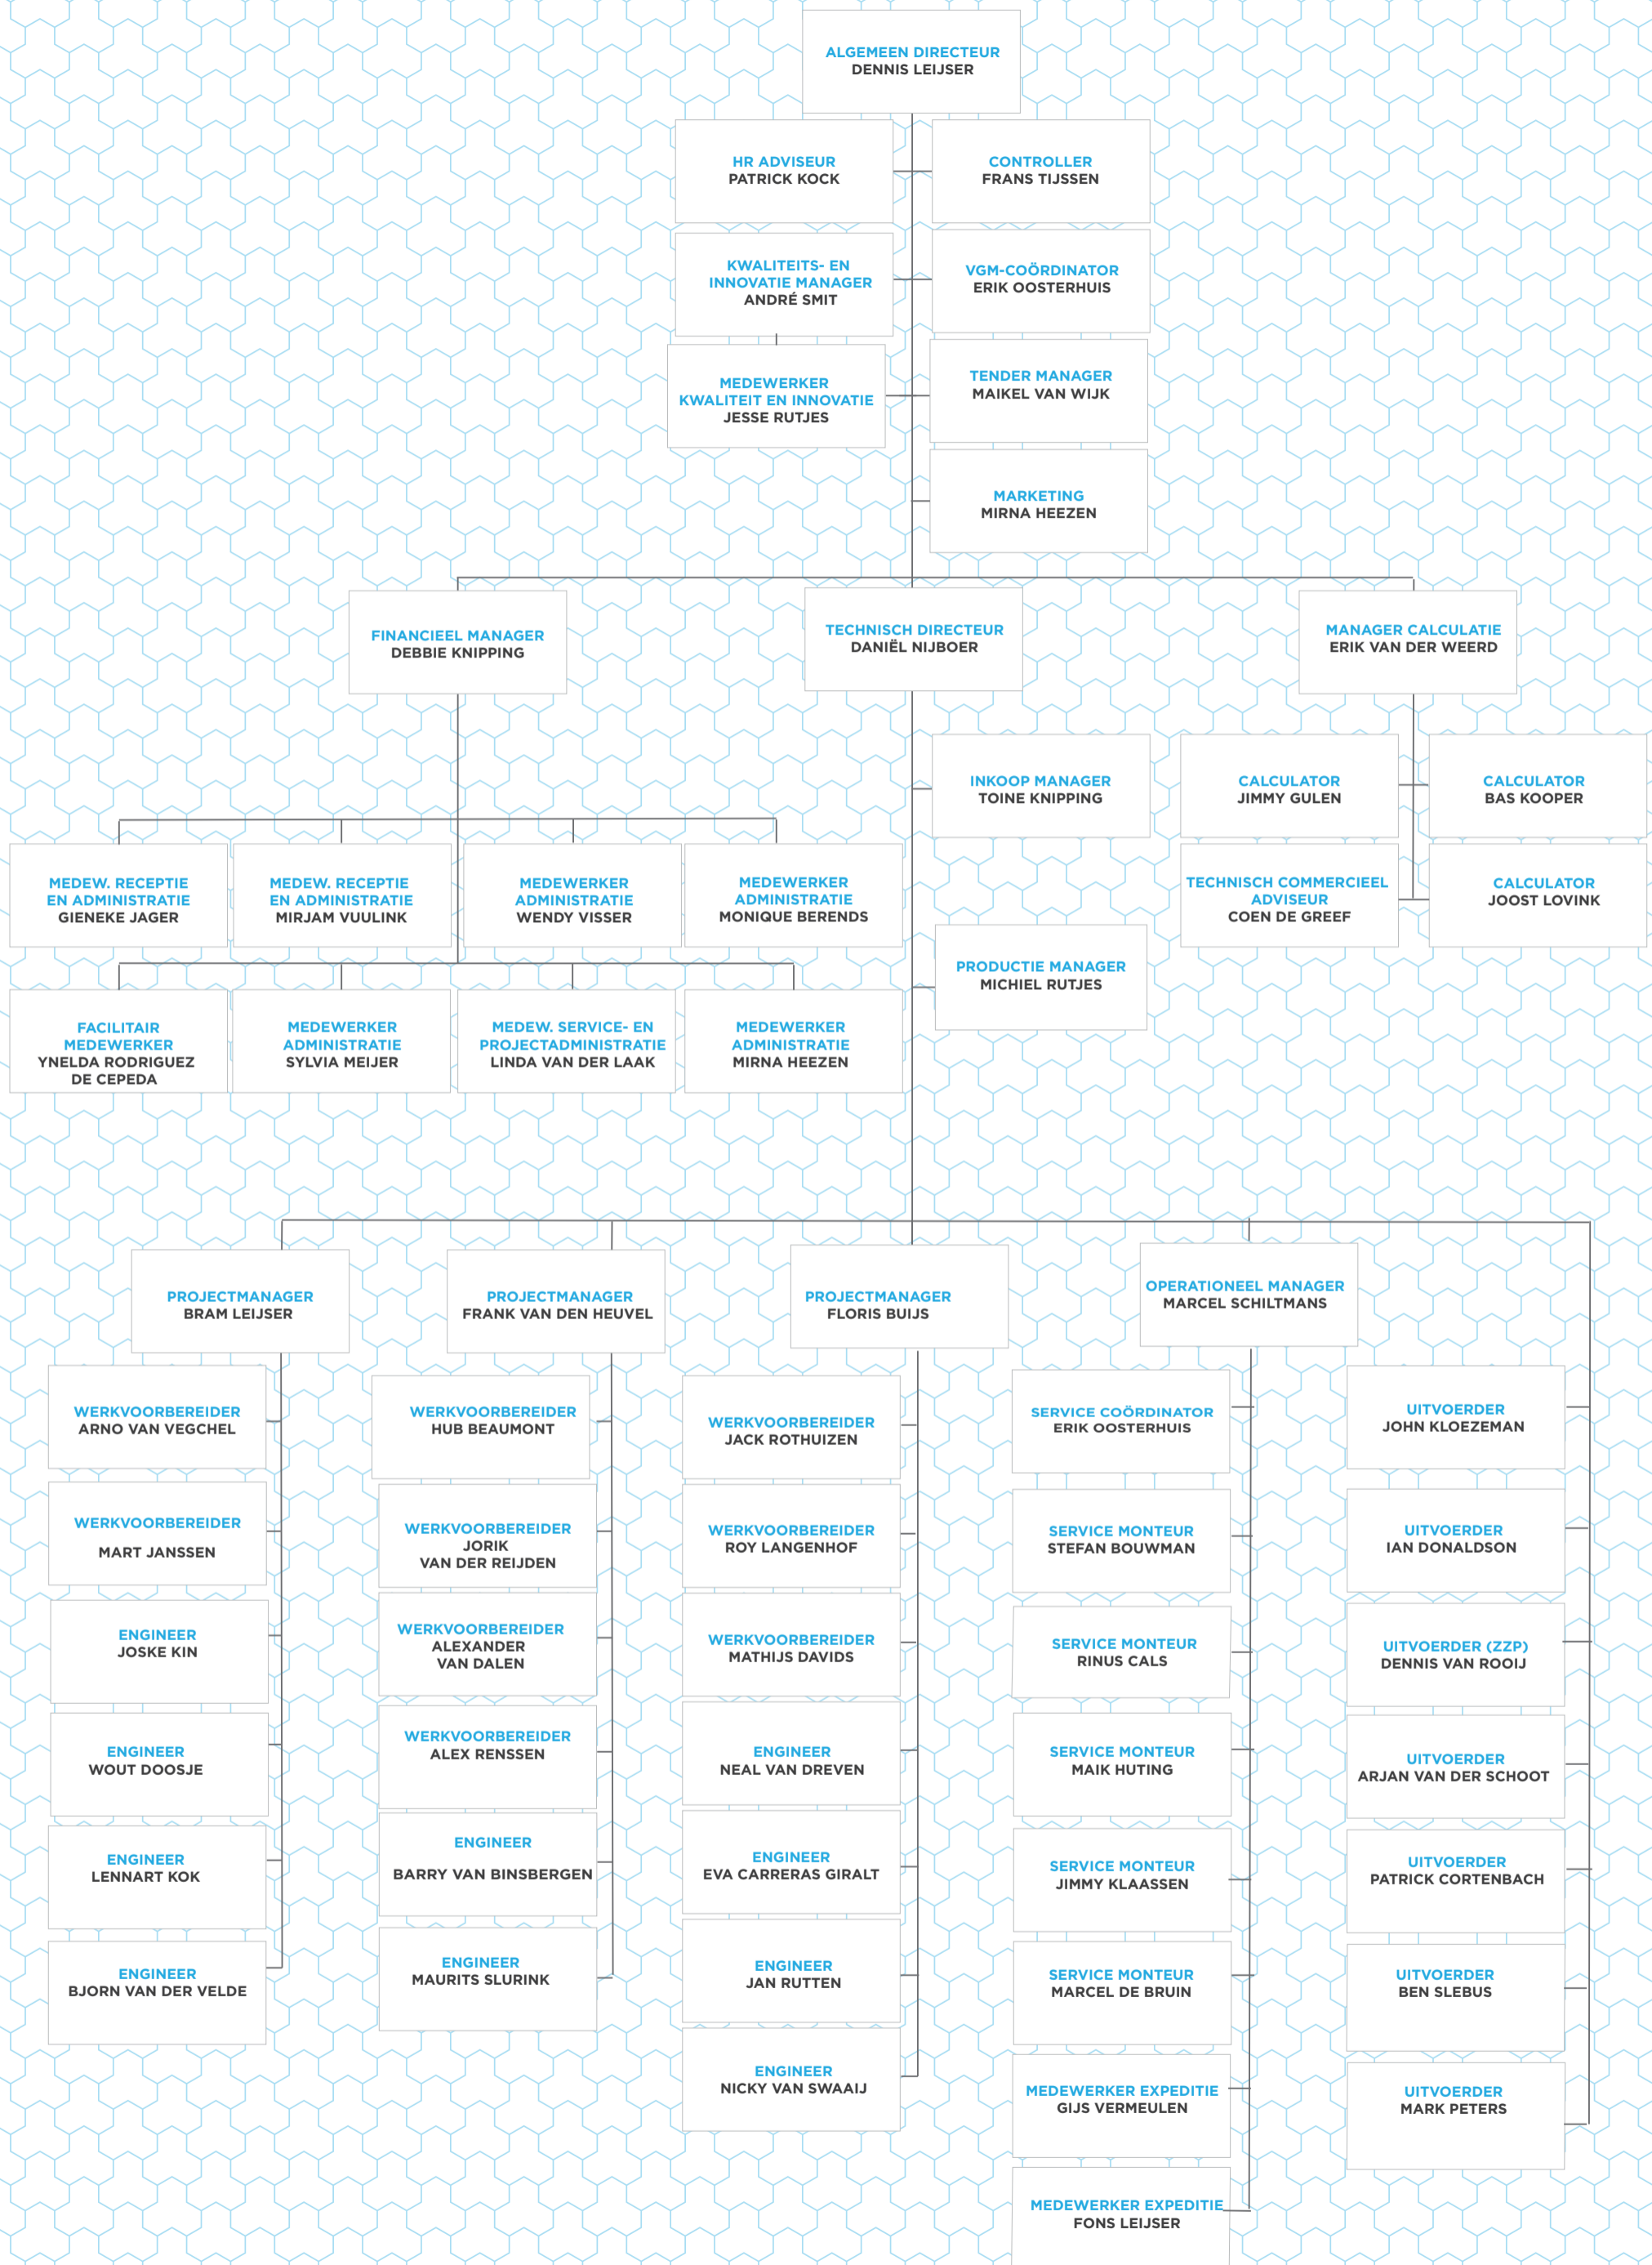 ALGEMEEN DIRECTEUR
DENNIS LEIJSER
HR ADVISEUR
PATRICK KOCK
CONTROLLER
FRANS TIJSSEN
KWALITEITS- EN
INNOVATIE MANAGER
ANDRÉ SMIT
VGM-COÖRDINATOR
ERIK OOSTERHUIS
MEDEWERKER
KWALITEIT EN INNOVATIE
JESSE RUTJES
TENDER MANAGER
MAIKEL VAN WIJK
MARKETING
MIRNA HEEZEN
FINANCIEEL MANAGER
DEBBIE KNIPPING
TECHNISCH DIRECTEUR
DANIËL NIJBOER
MANAGER CALCULATIE
ERIK VAN DER WEERD
INKOOP MANAGER
TOINE KNIPPING
CALCULATOR
JIMMY GULEN
CALCULATOR
BAS KOOPER
MEDEW. RECEPTIE
EN ADMINISTRATIE
GIENEKE JAGER
MEDEW. RECEPTIE
EN ADMINISTRATIE
MIRJAM VUULINK
MEDEWERKER
ADMINISTRATIE
WENDY VISSER
MEDEWERKER
ADMINISTRATIE
MONIQUE BERENDS
TECHNISCH COMMERCIEEL
ADVISEUR
COEN DE GREEF
CALCULATOR
JOOST LOVINK
PRODUCTIE MANAGER
MICHIEL RUTJES
FACILITAIR
MEDEWERKER
YNELDA RODRIGUEZ
DE CEPEDA
MEDEWERKER
ADMINISTRATIE
SYLVIA MEIJER
MEDEW. SERVICE- EN
PROJECTADMINISTRATIE
LINDA VAN DER LAAK
MEDEWERKER
ADMINISTRATIE
MIRNA HEEZEN
PROJECTMANAGER
BRAM LEIJSER
PROJECTMANAGER
FRANK VAN DEN HEUVEL
PROJECTMANAGER
FLORIS BUIJS
OPERATIONEEL MANAGER
MARCEL SCHILTMANS
WERKVOORBEREIDER
ARNO VAN VEGCHEL
WERKVOORBEREIDER
HUB BEAUMONT
WERKVOORBEREIDER
JACK ROTHUIZEN
SERVICE COÖRDINATOR
ERIK OOSTERHUIS
UITVOERDER
JOHN KLOEZEMAN
WERKVOORBEREIDER
MART JANSSEN
WERKVOORBEREIDER
JORIK
VAN DER REIJDEN
WERKVOORBEREIDER
ROY LANGENHOF
SERVICE MONTEUR
STEFAN BOUWMAN
UITVOERDER
IAN DONALDSON
ENGINEER
JOSKE KIN
WERKVOORBEREIDER
ALEXANDER
VAN DALEN
WERKVOORBEREIDER
MATHIJS DAVIDS
SERVICE MONTEUR
RINUS CALS
UITVOERDER (ZZP)
DENNIS VAN ROOIJ
ENGINEER
WOUT DOOSJE
WERKVOORBEREIDER
ALEX RENSSEN
ENGINEER
NEAL VAN DREVEN
SERVICE MONTEUR
MAIK HUTING
UITVOERDER
ARJAN VAN DER SCHOOT
ENGINEER
LENNART KOK
ENGINEER
BARRY VAN BINSBERGEN
ENGINEER
EVA CARRERAS GIRALT
SERVICE MONTEUR
JIMMY KLAASSEN
UITVOERDER
PATRICK CORTENBACH
ENGINEER
BJORN VAN DER VELDE
ENGINEER
MAURITS SLURINK
ENGINEER
JAN RUTTEN
SERVICE MONTEUR
MARCEL DE BRUIN
UITVOERDER
BEN SLEBUS
ENGINEER
NICKY VAN SWAAIJ
MEDEWERKER EXPEDITIE
GIJS VERMEULEN
UITVOERDER
MARK PETERS
MEDEWERKER EXPEDITIE
FONS LEIJSER